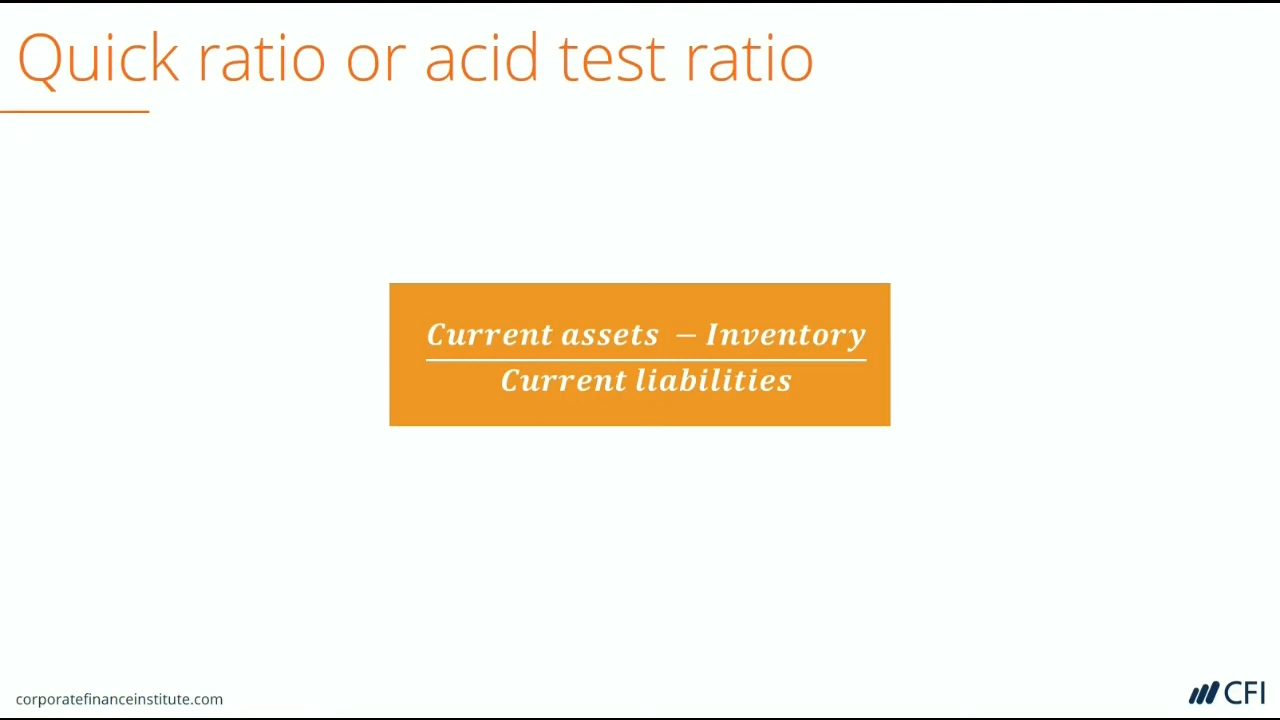 Quick ratio or acid test ratio
Current assets − Inventory
Current liabilities
corporatefinanceinstitute.com
CFI